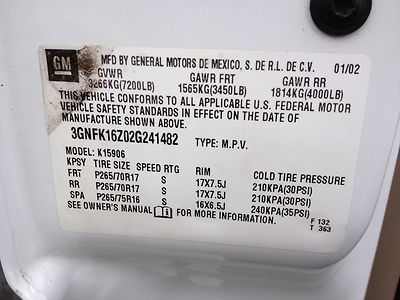 GM
MFD BY GENERAL MOTORS DE MEXICO, S. DE R.L. DE C.V. 01/02
GVWR GAWR FRT GAWR RR
3266KG(7200LB) 1565KG(3450LB) 1814KG(4000LB)
THIS VEHICLE CONFORMS TO ALL APPLICABLE U.S. FEDERAL MOTOR
VEHICLE SAFETY STANDARDS IN EFFECT ON THE DATE OF
MANUFACTURE SHOWN ABOVE.
3GNFK16Z02G241482 TYPE: M.P.V.
MODEL: K15906
KPSY TIRE SIZE SPEED RTG RIM COLD TIRE PRESSURE
FRT P265/70R17 S 17X7.5J 210KPA(30PSI)
RR P265/70R17 S 17X7.5J 210KPA(30PSI)
SPA P265/75R16 S 16X6.5J 240KPA(35PSI)
SEE OWNER'S MANUAL FOR MORE INFORMATION.
F 132
T 363